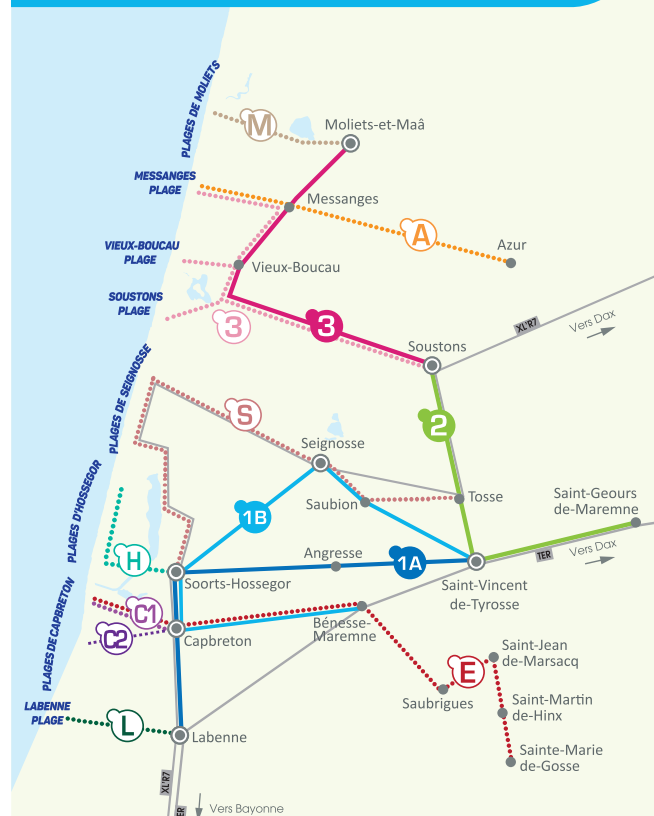 PLAGES DE MOLIETS
M
Moliets-et-Maâ
MESSANGES
PLAGE
Messanges
A
Azur
VIEUX-BOUCAU
PLAGE
Vieux-Boucau
SOUSTONS
PLAGE
3
3
XL'R7
Vers Dax
Soustons
PLAGES DE SEIGNOSSE
S
2
Seignosse
Saubion
Tosse
Saint-Geours
de-Maremne
PLAGES D'HOSSEGOR
1B
H
Soorts-Hossegor
Angresse
1A
TER
Vers Dax
Saint-Vincent
de-Tyrosse
PLAGES DE CAPBRETON
C1
C2
Capbreton
Bénesse-
Maremne
E
Saint-Jean
de-Marsacq
Saubrigues
Saint-Martin
de-Hinx
LABENNE
PLAGE
L
Labenne
Sainte-Marie
de-Gosse
XL'R7
ER
Vers Bayonne